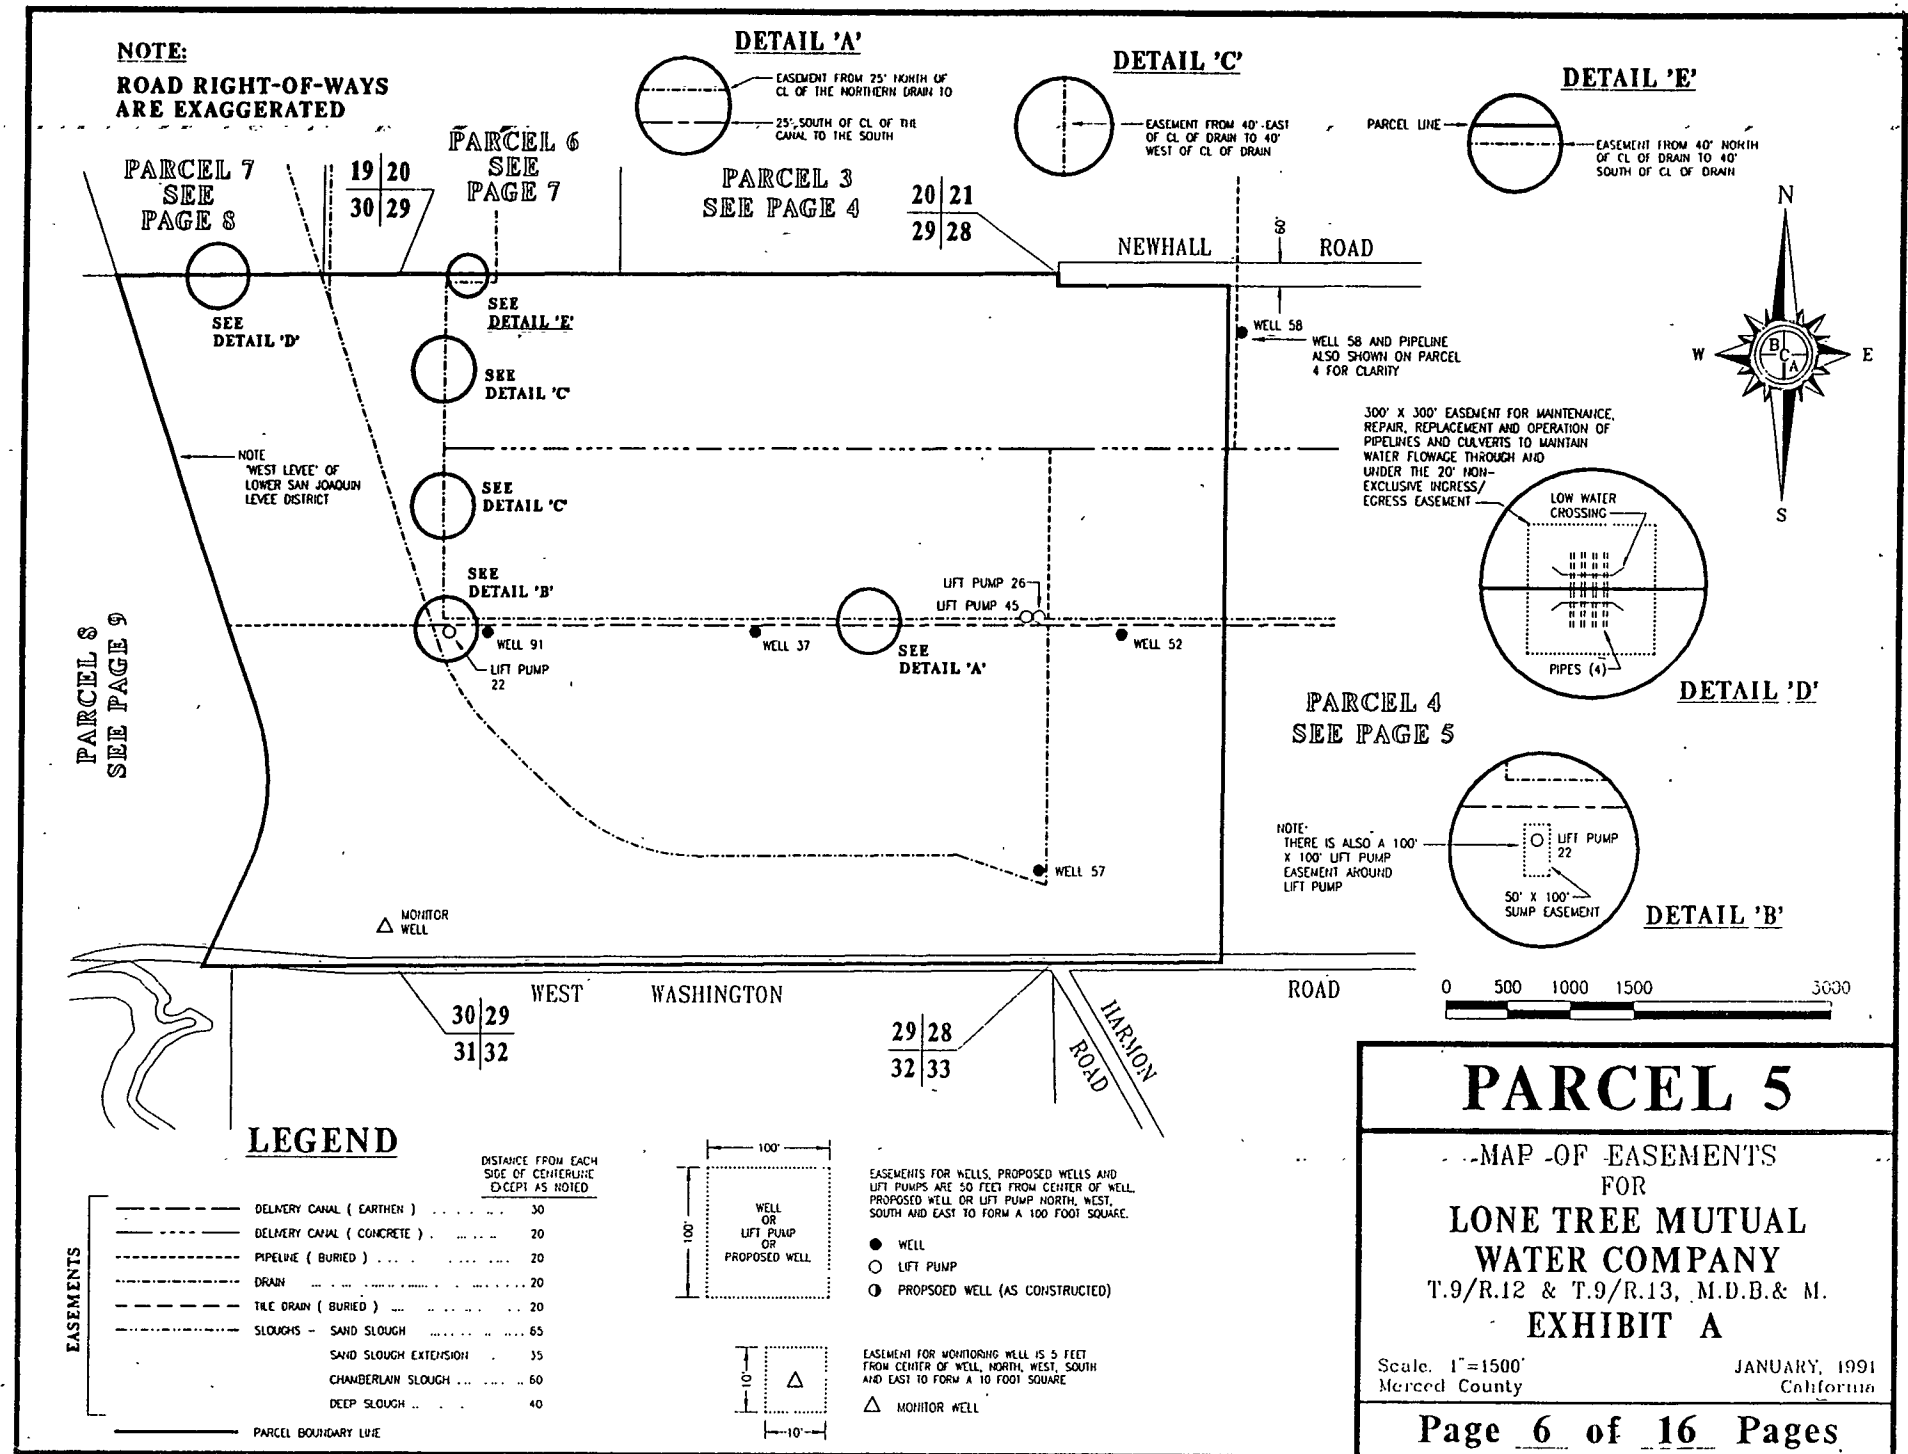 NOTE:
ROAD RIGHT-OF-WAYS
ARE EXAGGERATED
DETAIL 'A'
EASEMENT FROM 25' NORTH OF
CL OF THE NORTHERN DRAIN TO
25' SOUTH OF CL OF THE
CANAL TO THE SOUTH
DETAIL 'C'
EASEMENT FROM 40' EAST
OF CL OF DRAIN TO 40'
WEST OF CL OF DRAIN
DETAIL 'E'
PARCEL LINE
EASEMENT FROM 40' NORTH
OF CL OF DRAIN TO 40'
SOUTH OF CL OF DRAIN
PARCEL 7
SEE
PAGE 8
19|20
30|29
PARCEL 6
SEE
PAGE 7
PARCEL 3
SEE PAGE 4
20|21
29|28
NEWHALL ROAD
60'
SEE
DETAIL 'D'
SEE
DETAIL 'E'
SEE
DETAIL 'C'
SEE
DETAIL 'C'
SEE
DETAIL 'B'
NOTE
'WEST LEVEE' OF
LOWER SAN JOAQUIN
LEVEE DISTRICT
WELL 58
WELL 58 AND PIPELINE
ALSO SHOWN ON PARCEL
4 FOR CLARITY
N
W
E
S
B
C
A
300' X 300' EASEMENT FOR MAINTENANCE,
REPAIR, REPLACEMENT AND OPERATION OF
PIPELINES AND CULVERTS TO MAINTAIN
WATER FLOWAGE THROUGH AND
UNDER THE 20' NON-
EXCLUSIVE INGRESS/
EGRESS EASEMENT
LOW WATER
CROSSING
PIPES (4)
DETAIL 'D'
LIFT PUMP 26
LIFT PUMP 45
WELL 91
LIFT PUMP
22
WELL 37
SEE
DETAIL 'A'
WELL 52
PARCEL 8
SEE PAGE 9
PARCEL 4
SEE PAGE 5
NOTE:
THERE IS ALSO A 100'
X 100' LIFT PUMP
EASEMENT AROUND
LIFT PUMP
LIFT PUMP
22
50' X 100'
SUMP EASEMENT
DETAIL 'B'
WELL 57
MONITOR
WELL
WEST WASHINGTON ROAD
30|29
31|32
29|28
32|33
HARMON
ROAD
0 500 1000 1500 3000
LEGEND
DISTANCE FROM EACH
SIDE OF CENTERLINE
EXCEPT AS NOTED
EASEMENTS
DELIVERY CANAL ( EARTHEN ) . . . . . . . 30
DELIVERY CANAL ( CONCRETE ) . . . . . . 20
PIPELINE ( BURIED ) . . . . . . . . . 20
DRAIN . . . . . . . . . . . . 20
TILE DRAIN ( BURIED ) . . . . . . . . 20
SLOUGHS - SAND SLOUGH . . . . . . . 65
SAND SLOUGH EXTENSION . 35
CHAMBERLAIN SLOUGH . . . . . . 60
DEEP SLOUGH . . . . 40
PARCEL BOUNDARY LINE
100'
100'
WELL
OR
LIFT PUMP
OR
PROPOSED WELL
EASEMENTS FOR WELLS, PROPOSED WELLS AND
LIFT PUMPS ARE 50 FEET FROM CENTER OF WELL,
PROPOSED WELL OR LIFT PUMP NORTH, WEST,
SOUTH AND EAST TO FORM A 100 FOOT SQUARE.
WELL
LIFT PUMP
PROPSOED WELL (AS CONSTRUCTED)
10'
10'
EASEMENT FOR MONITORING WELL IS 5 FEET
FROM CENTER OF WELL, NORTH, WEST, SOUTH
AND EAST TO FORM A 10 FOOT SQUARE
MONITOR WELL
PARCEL 5
MAP OF EASEMENTS
FOR
LONE TREE MUTUAL
WATER COMPANY
T.9/R.12 & T.9/R.13, M.D.B.& M.
EXHIBIT A
Scale. 1"=1500'
JANUARY, 1991
Merced County
California
Page 6 of 16 Pages